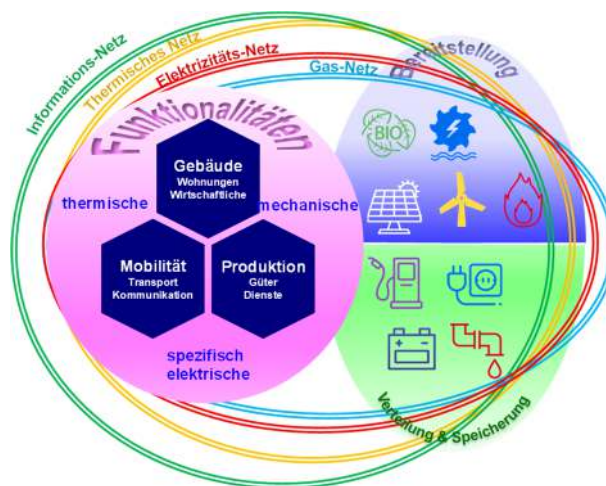 Informations-Netz
Thermisches Netz
Elektrizitäts-Netz
Gas-Netz
Bereitstellung
Funktionalitäten
BIO
Gebäude
Wohnungen
Wirtschaftliche
thermische
mechanische
Mobilität
Transport
Kommunikation
Produktion
Güter
Dienste
spezifisch
elektrische
Verteilung & Speicherung